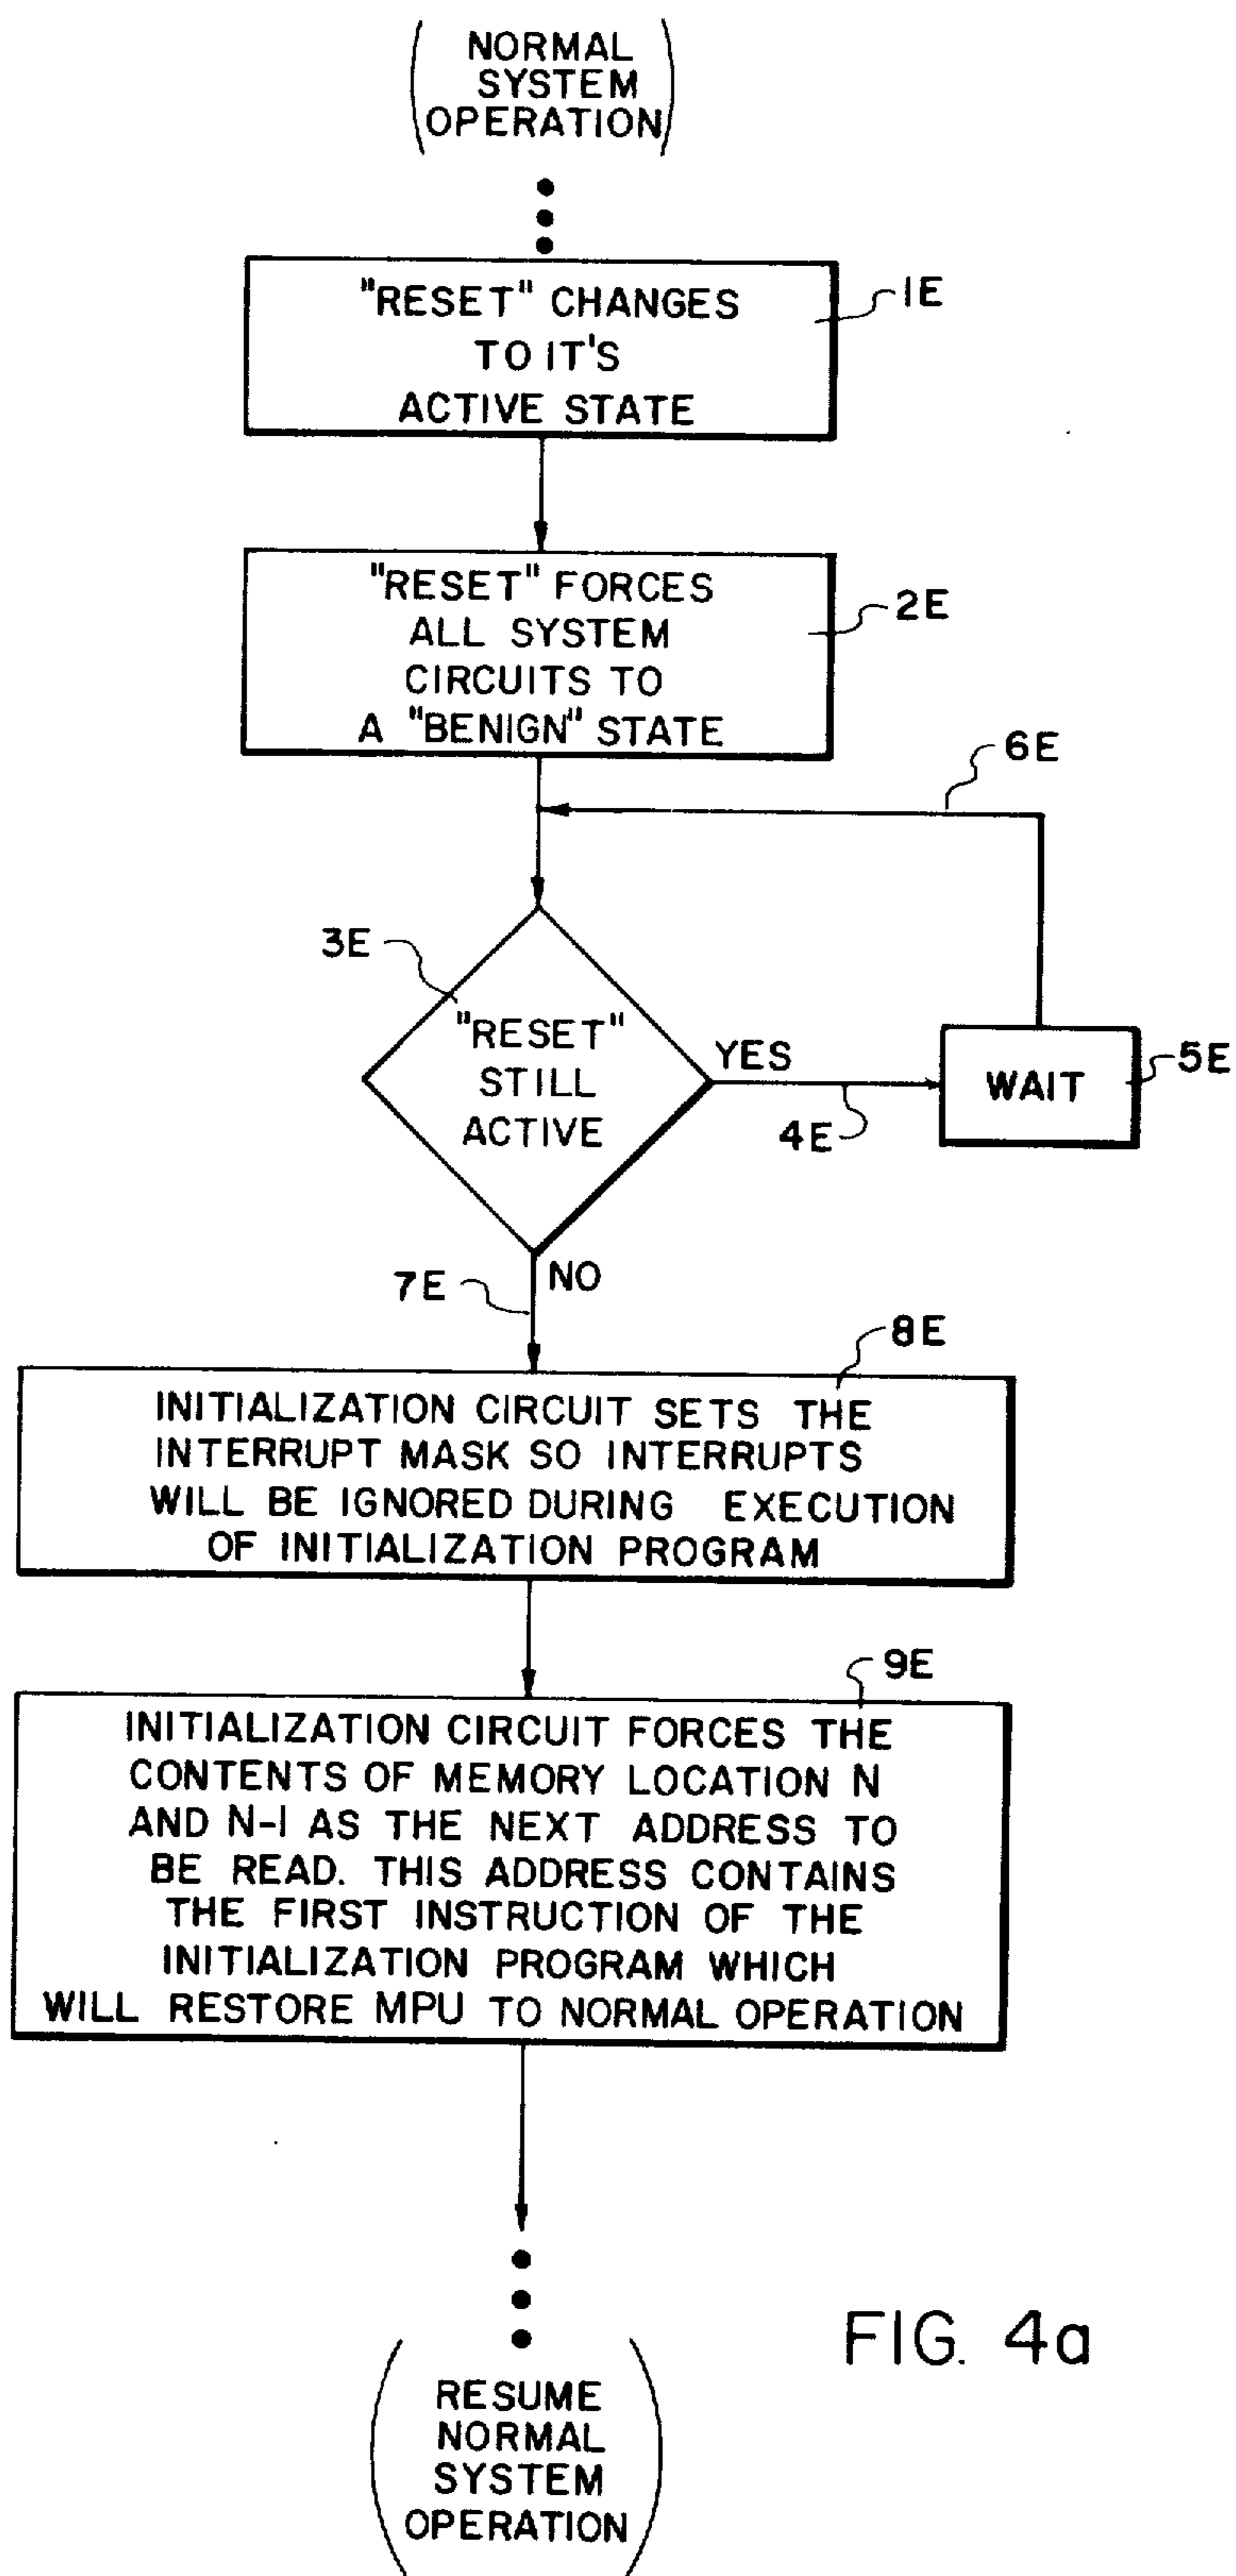 NORMAL
SYSTEM
OPERATION
"RESET" CHANGES
TO IT'S
ACTIVE STATE
1E
"RESET" FORCES
ALL SYSTEM
CIRCUITS TO
A "BENIGN" STATE
2E
6E
3E
"RESET"
STILL
ACTIVE
YES
4E
WAIT
5E
7E
NO
8E
INITIALIZATION CIRCUIT SETS THE
INTERRUPT MASK SO INTERRUPTS
WILL BE IGNORED DURING EXECUTION
OF INITIALIZATION PROGRAM
9E
INITIALIZATION CIRCUIT FORCES THE
CONTENTS OF MEMORY LOCATION N
AND N-1 AS THE NEXT ADDRESS TO
BE READ. THIS ADDRESS CONTAINS
THE FIRST INSTRUCTION OF THE
INITIALIZATION PROGRAM WHICH
WILL RESTORE MPU TO NORMAL OPERATION
FIG. 4a
RESUME
NORMAL
SYSTEM
OPERATION